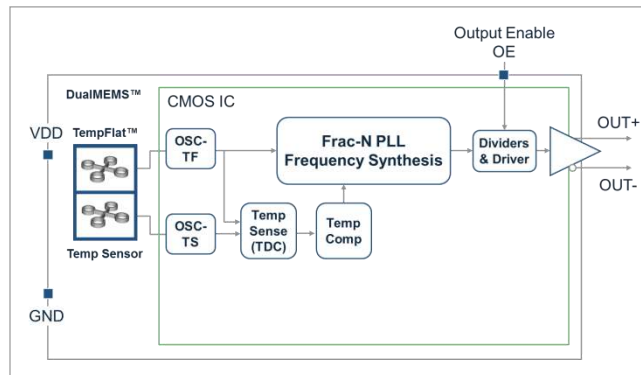 Output Enable
OE
DualMEMS™
CMOS IC
VDD
TempFlat™
OSC-
TF
Frac-N PLL
Frequency Synthesis
Dividers
& Driver
OUT+
OUT-
OSC-
TS
Temp
Sense
(TDC)
Temp
Comp
Temp Sensor
GND